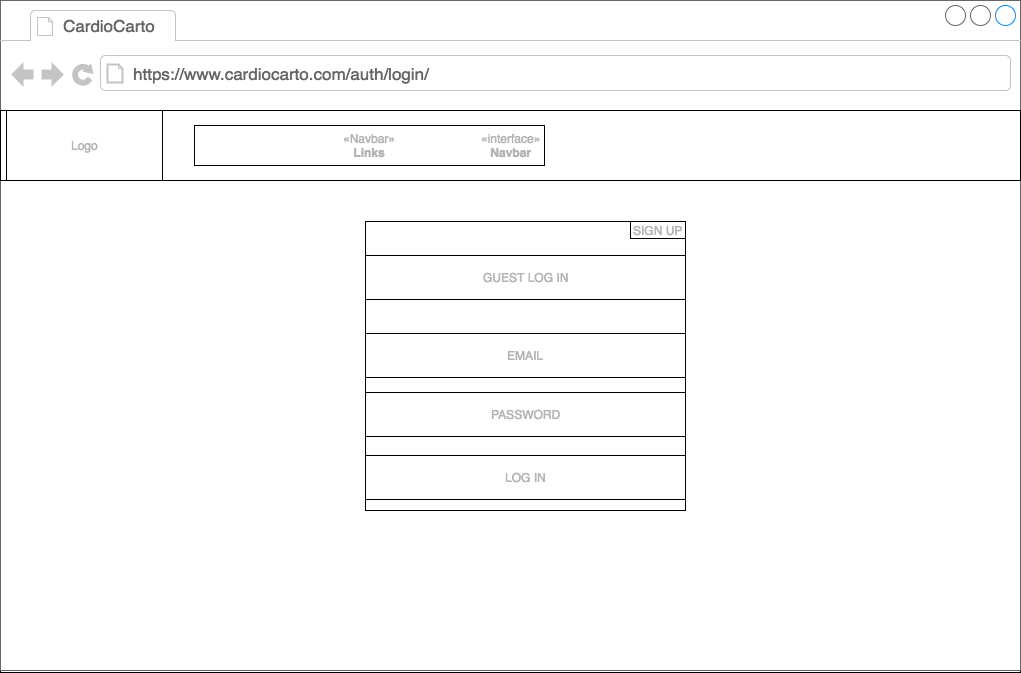 CardioCarto
https://www.cardiocarto.com/auth/login/
Logo
«Navbar»
Links
«interface»
Navbar
SIGN UP
GUEST LOG IN
EMAIL
PASSWORD
LOG IN